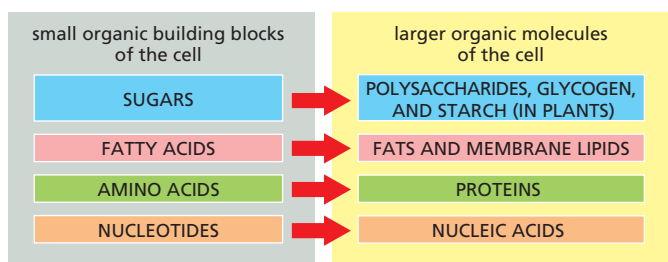 small organic building blocks
of the cell
larger organic molecules
of the cell
SUGARS
POLYSACCHARIDES, GLYCOGEN,
AND STARCH (IN PLANTS)
FATTY ACIDS
FATS AND MEMBRANE LIPIDS
AMINO ACIDS
PROTEINS
NUCLEOTIDES
NUCLEIC ACIDS